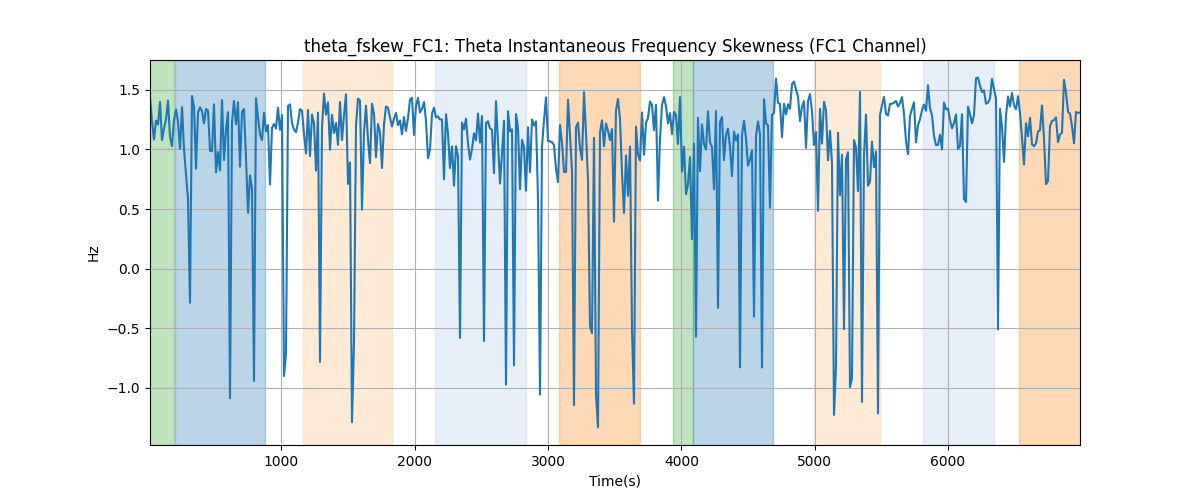 theta_fskew_FC1: Theta Instantaneous Frequency Skewness (FC1 Channel)
1.5
1.0
0.5
0.0
−0.5
−1.0
Hz
1000 2000 3000 4000 5000 6000
Time(s)